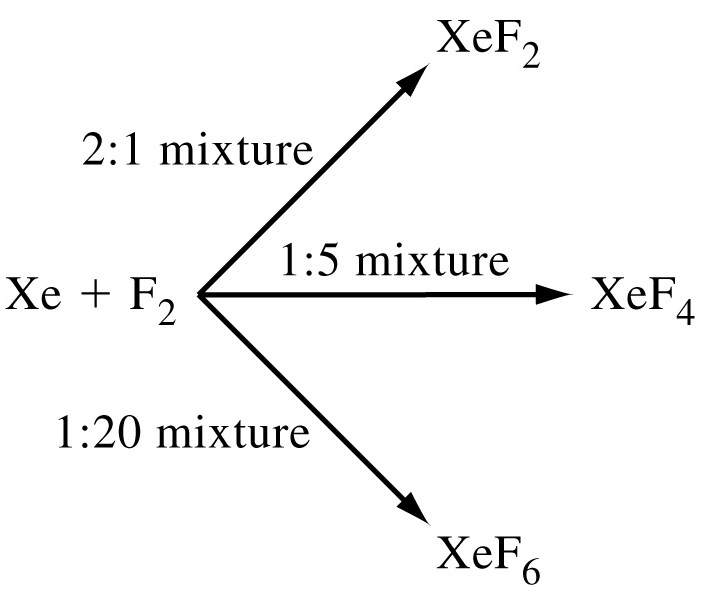 XeF₂
2:1 mixture
1:5 mixture
Xe + F₂
XeF₄
1:20 mixture
XeF₆